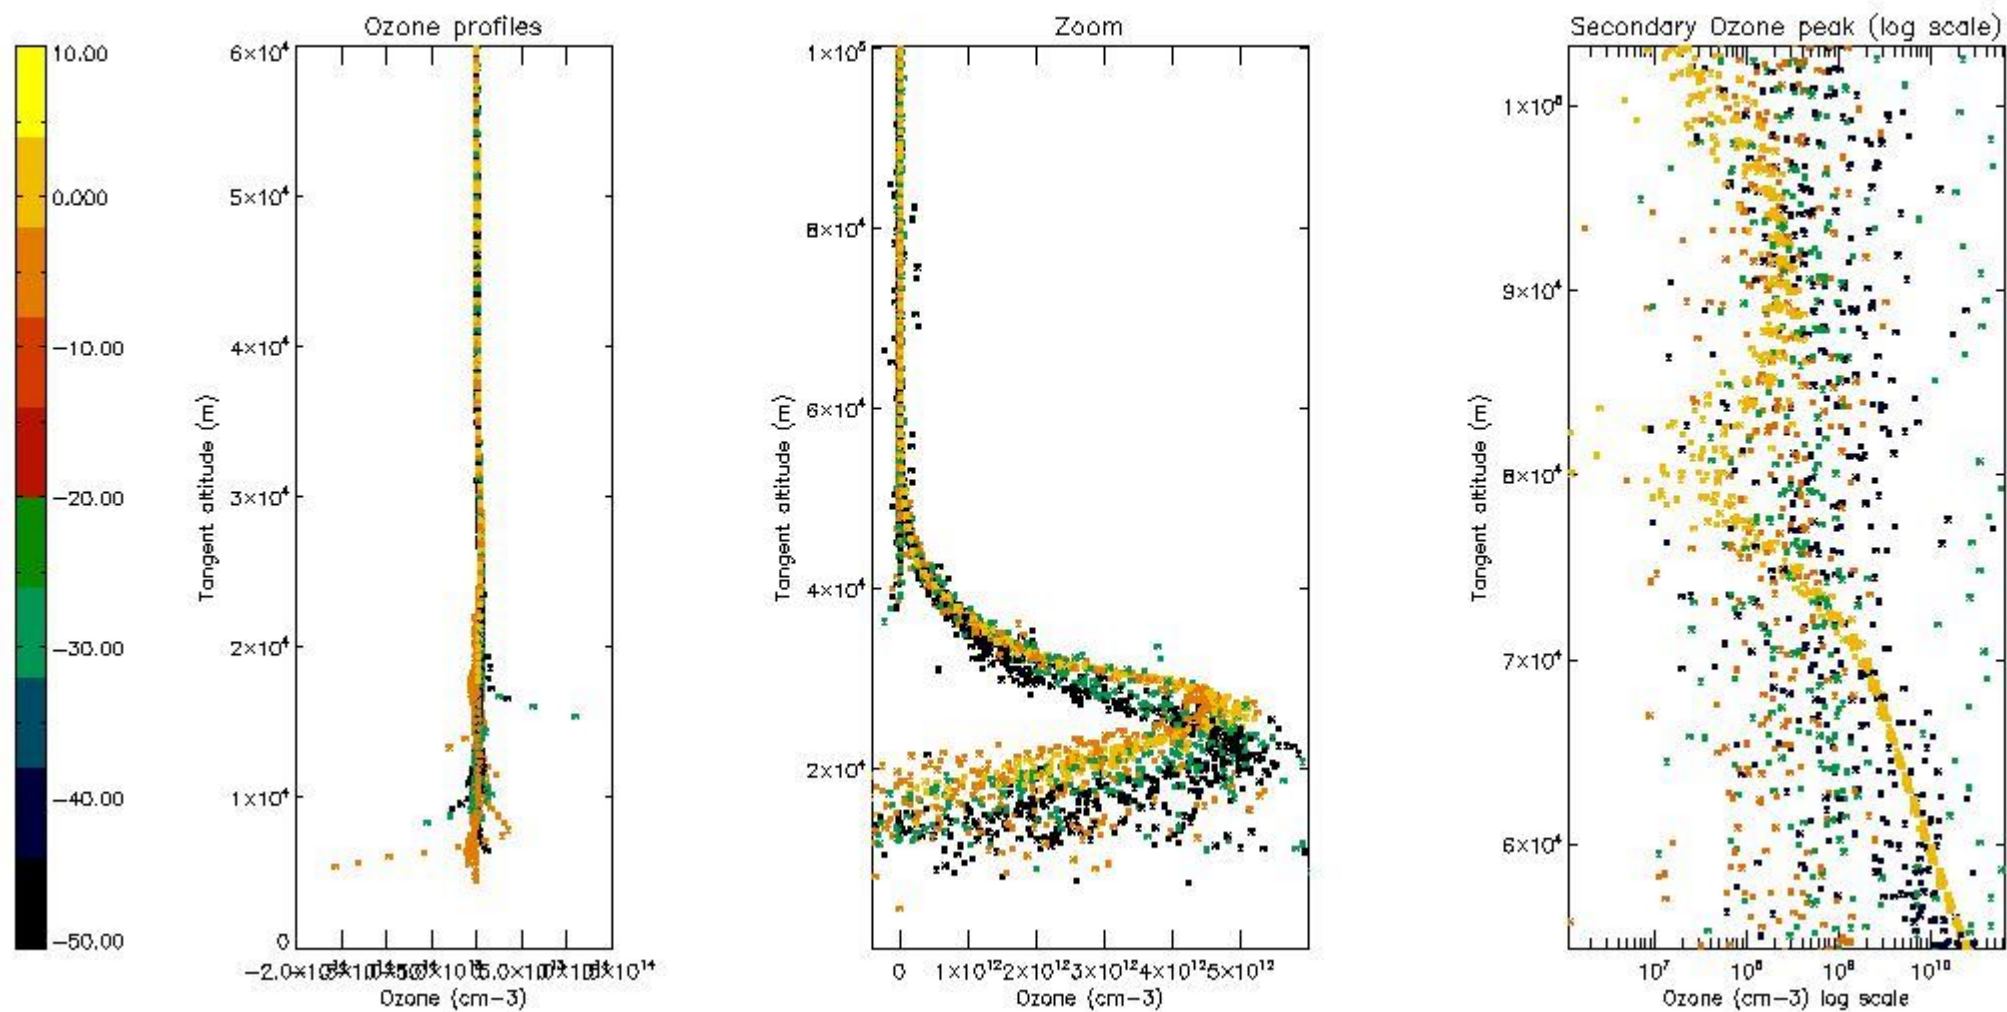 Ozone profiles
Zoom
Secondary Ozone peak (log scale)
10.00
0.000
-10.00
-20.00
-30.00
-40.00
-50.00
6×10⁴
5×10⁴
4×10⁴
3×10⁴
2×10⁴
1×10⁴
0
Tangent altitude (m)
Ozone (cm-3)
1×10⁵
8×10⁴
6×10⁴
4×10⁴
2×10⁴
Tangent altitude (m)
0 1×10¹² 2×10¹² 3×10¹² 4×10¹² 5×10¹²
Ozone (cm-3)
1×10⁵
9×10⁴
8×10⁴
7×10⁴
6×10⁴
Tangent altitude (m)
10⁷ 10⁸ 10⁹ 10¹⁰
Ozone (cm-3) log scale